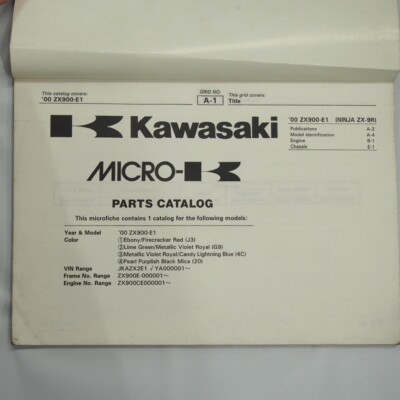 This catalog covers:
'00 ZX900-E1
GRID NO
A-1
This grid covers:
Title
Kawasaki
'00 ZX900-E1 (NINJA ZX-9R)
Publications A-2
Model Identification A-4
Engine B-1
Chassis E-1
MICRO-K
PARTS CATALOG
This microfiche contains 1 catalog for the following models:
Year & Model '00 ZX900-E1
Color ①Ebony/Firecracker Red (J3)
②Lime Green/Metallic Violet Royal (G9)
③Metallic Violet Royal/Candy Lightning Blue (4C)
④Pearl Purplish Black Mica (20)
VIN Range JKAZX2E1 √ YA000001~
Frame No. Range ZX900E-000001~
Engine No. Range ZX900CE000001~